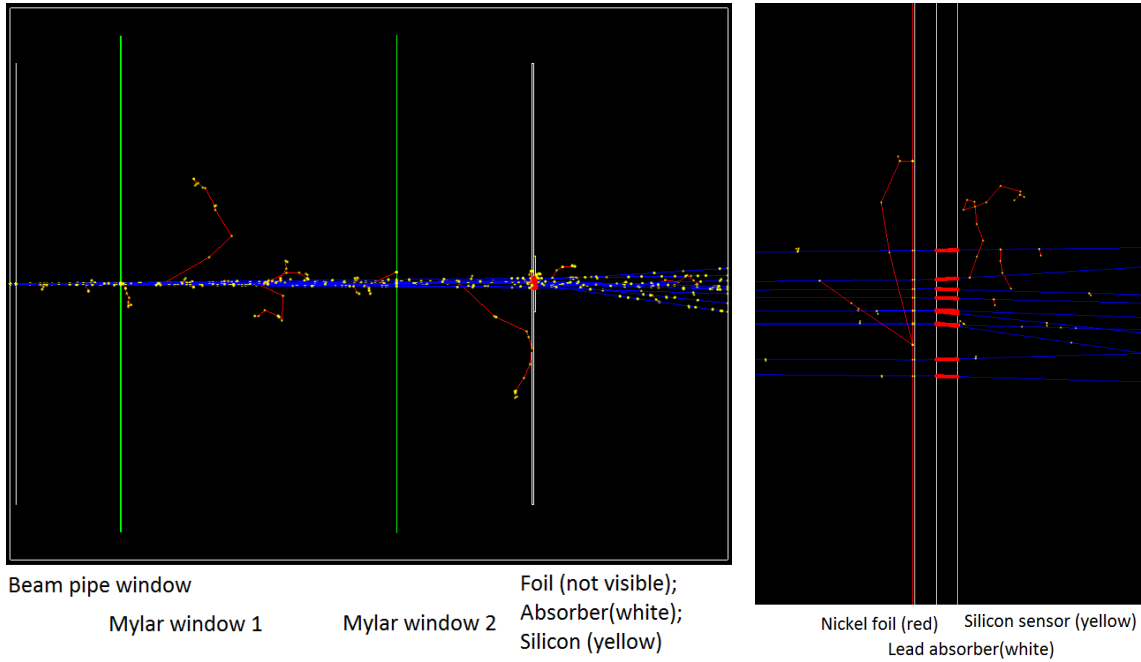 Beam pipe window
Mylar window 1
Mylar window 2
Foil (not visible);
Absorber(white);
Silicon (yellow)
Nickel foil (red)
Silicon sensor (yellow)
Lead absorber(white)